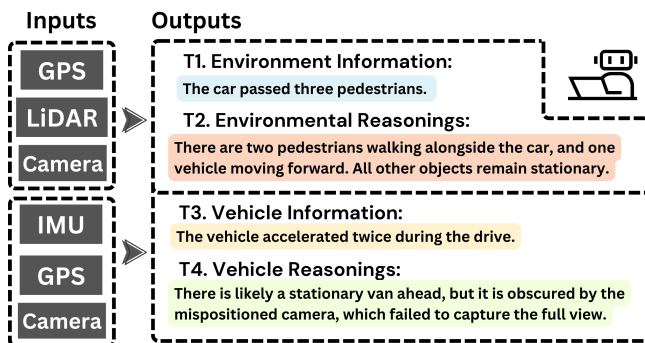 Inputs
Outputs
GPS
LiDAR
Camera
T1. Environment Information:
The car passed three pedestrians.
T2. Environmental Reasonings:
There are two pedestrians walking alongside the car, and one
vehicle moving forward. All other objects remain stationary.
IMU
GPS
Camera
T3. Vehicle Information:
The vehicle accelerated twice during the drive.
T4. Vehicle Reasonings:
There is likely a stationary van ahead, but it is obscured by the
mispositioned camera, which failed to capture the full view.